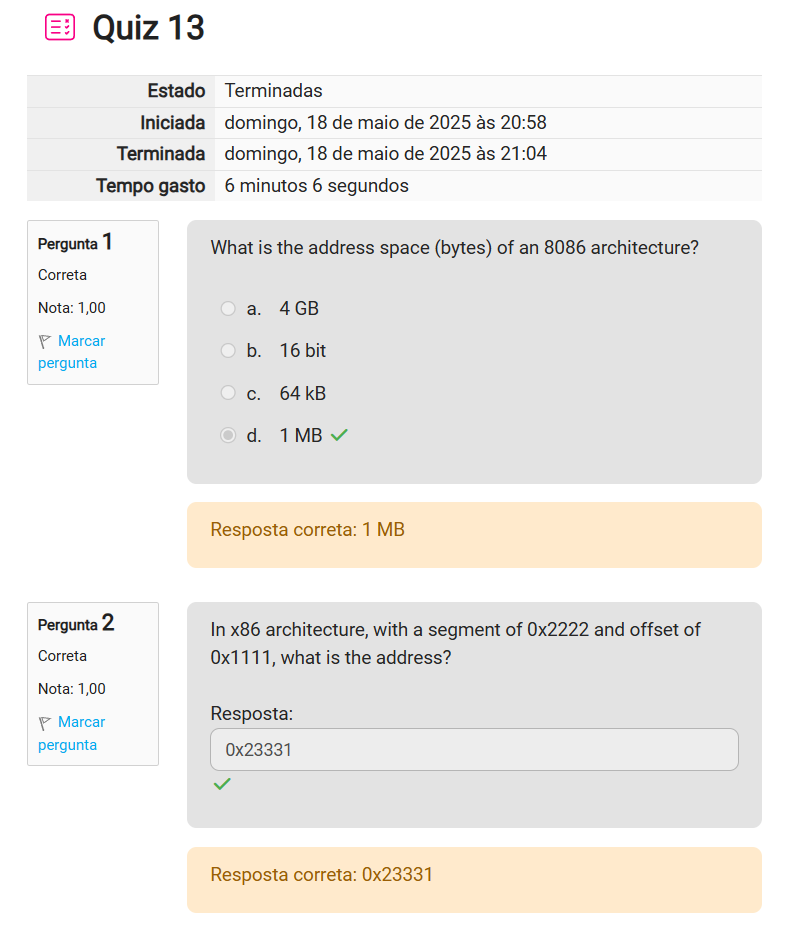 Quiz 13
Estado Terminadas
Iniciada domingo, 18 de maio de 2025 às 20:58
Terminada domingo, 18 de maio de 2025 às 21:04
Tempo gasto 6 minutos 6 segundos
Pergunta 1
Correta
Nota: 1,00
Marcar
pergunta
What is the address space (bytes) of an 8086 architecture?
a. 4 GB
b. 16 bit
c. 64 kB
d. 1 MB
Resposta correta: 1 MB
Pergunta 2
Correta
Nota: 1,00
Marcar
pergunta
In x86 architecture, with a segment of 0x2222 and offset of
0x1111, what is the address?
Resposta:
0x23331
Resposta correta: 0x23331